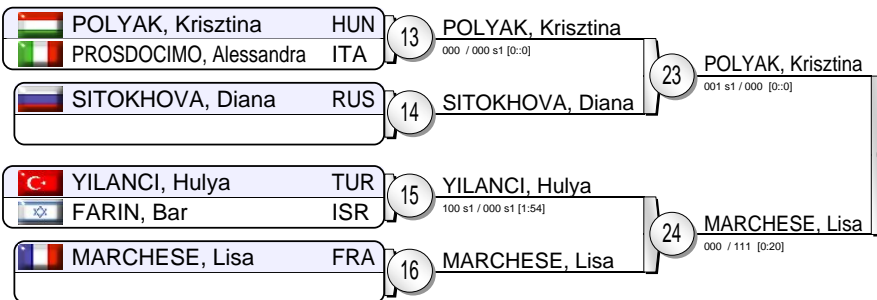 POLYAK, Krisztina HUN
PROSDOCIMO, Alessandra ITA
13
POLYAK, Krisztina
000 / 000 s1 [0::0]
SITOKHOVA, Diana RUS
14
SITOKHOVA, Diana
23
POLYAK, Krisztina
001 s1 / 000 [0::0]
YILANCI, Hulya TUR
FARIN, Bar ISR
15
YILANCI, Hulya
100 s1 / 000 s1 [1:54]
MARCHESE, Lisa FRA
16
MARCHESE, Lisa
24
MARCHESE, Lisa
000 / 111 [0:20]